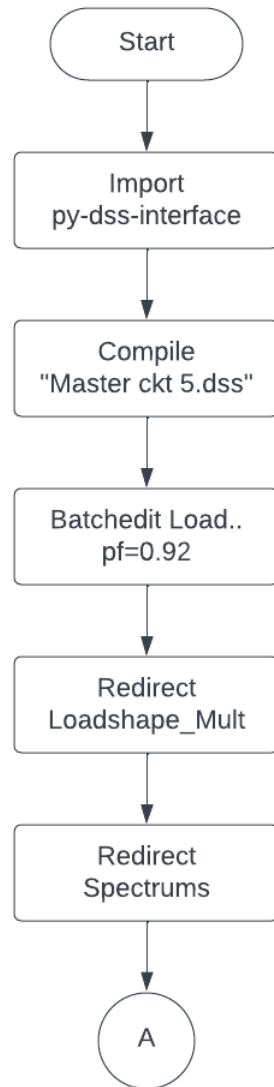 Start
Import
py-dss-interface
Compile
"Master ckt 5.dss"
Batchedit Load..
pf=0.92
Redirect
Loadshape_Mult
Redirect
Spectrums
A